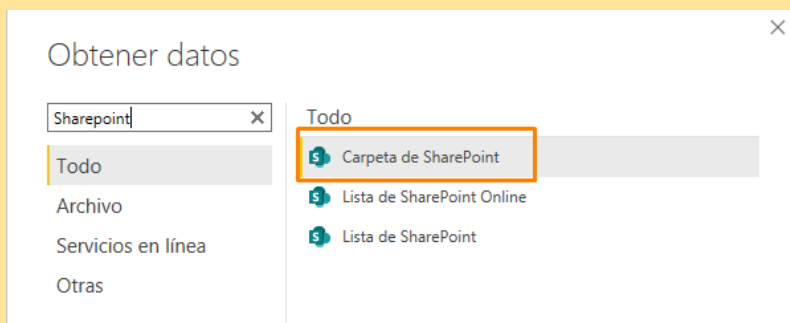 Obtener datos
Sharepoint
Todo
Archivo
Servicios en línea
Otras
Todo
Carpeta de SharePoint
Lista de SharePoint Online
Lista de SharePoint